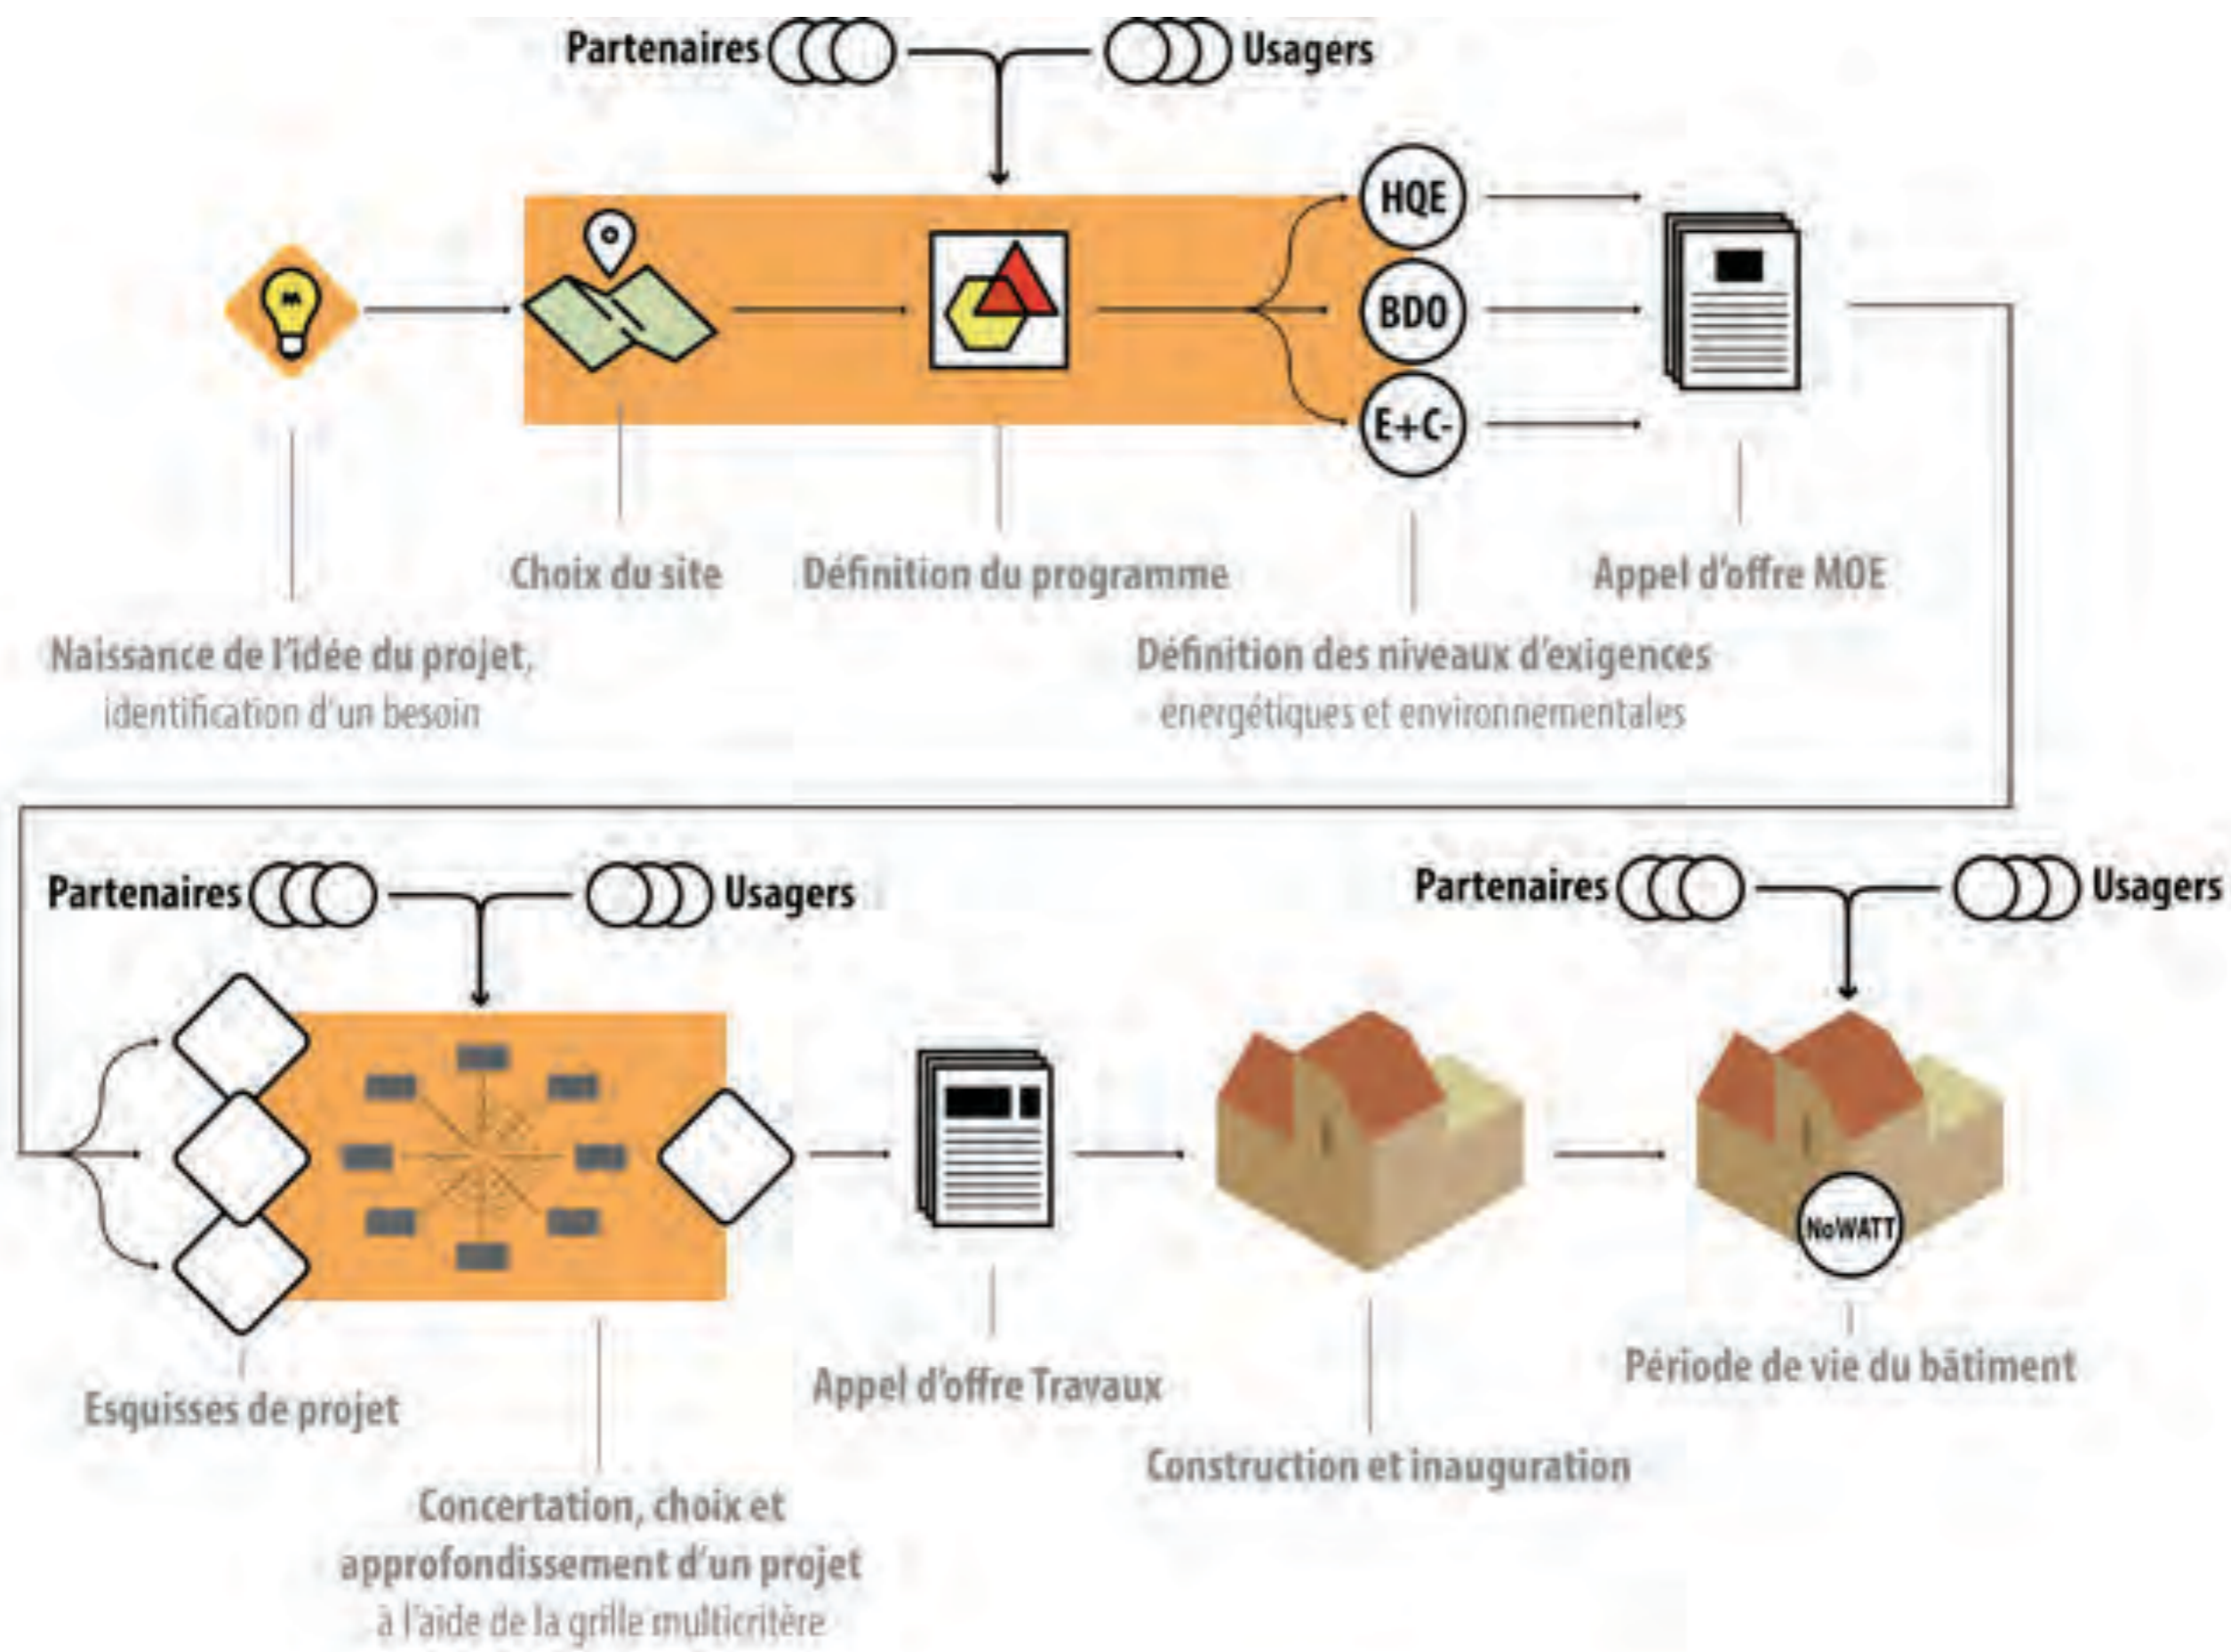 Partenaires Usagers
HQE
BDO
E+C-
Choix du site
Définition du programme
Appel d'offre MOE
Naissance de l'idée du projet,
identification d'un besoin
Définition des niveaux d'exigences
énergétiques et environnementales
Partenaires Usagers
Partenaires Usagers
NoWATT
Esquisses de projet
Appel d'offre Travaux
Période de vie du bâtiment
Construction et inauguration
Concertation, choix et
approfondissement d'un projet
à l'aide de la grille multicritère